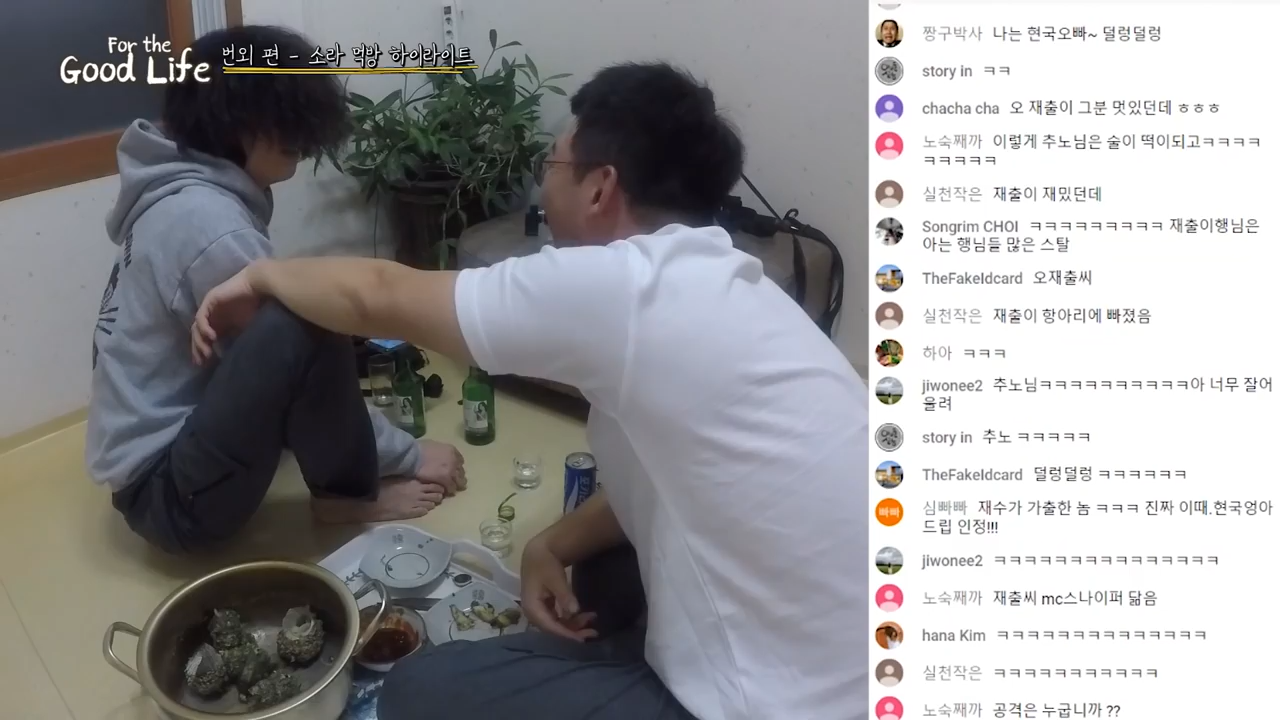 For the
Good Life
번외 편 - 소라 먹방 하이라이트
짱구박사 나는 현국오빠~ 덜렁덜렁
story in ㅋㅋ
chacha cha 오 재출이 그분 멋있던데 ㅎㅎㅎ
노숙째까 이렇게 추노님은 술이 떡이되고ㅋㅋㅋㅋ
ㅋㅋㅋㅋㅋ
실천작은 재출이 재밌던데
Songrim CHOI ㅋㅋㅋㅋㅋㅋㅋㅋㅋ 재출이행님은
아는 행님들 많은 스탈
TheFakeIdcard 오재출씨
실천작은 재출이 항아리에 빠졌음
하아 ㅋㅋㅋ
jiwonee2 추노님ㅋㅋㅋㅋㅋㅋㅋㅋㅋㅋ아 너무 잘어
울려
story in 추노 ㅋㅋㅋㅋㅋ
TheFakeIdcard 덜렁덜렁 ㅋㅋㅋㅋㅋㅋ
빠빠
심빠빠 재수가 가출한 놈 ㅋㅋㅋ 진짜 이때.현국엉아
드립 인정!!!
jiwonee2 ㅋㅋㅋㅋㅋㅋㅋㅋㅋㅋㅋㅋㅋㅋㅋ
노숙째까 재출씨 mc스나이퍼 닮음
hana Kim ㅋㅋㅋㅋㅋㅋㅋㅋㅋㅋㅋㅋㅋㅋ
실천작은 ㅋㅋㅋㅋㅋㅋㅋㅋㅋㅋㅋ
노숙째까 공격은 누굽니까 ??